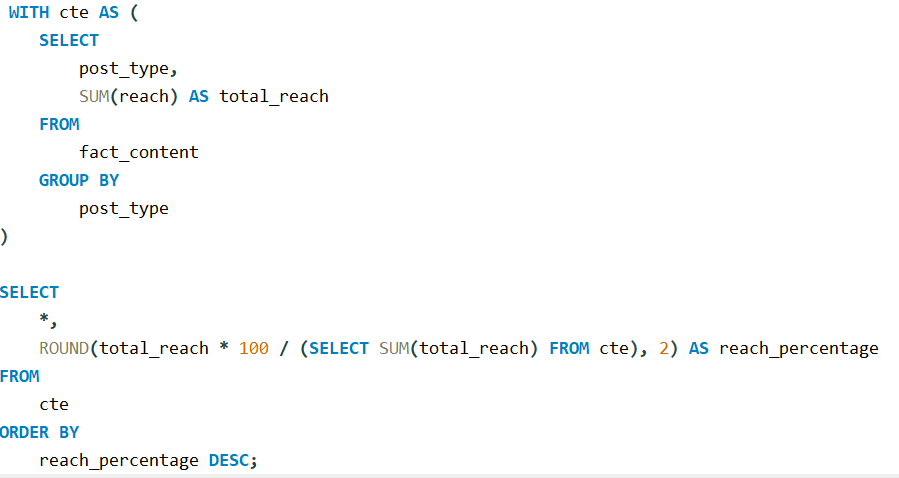 WITH cte AS (
SELECT
post_type,
SUM(reach) AS total_reach
FROM
fact_content
GROUP BY
post_type
)
SELECT
*,
ROUND(total_reach * 100 / (SELECT SUM(total_reach) FROM cte), 2) AS reach_percentage
FROM
cte
ORDER BY
reach_percentage DESC;